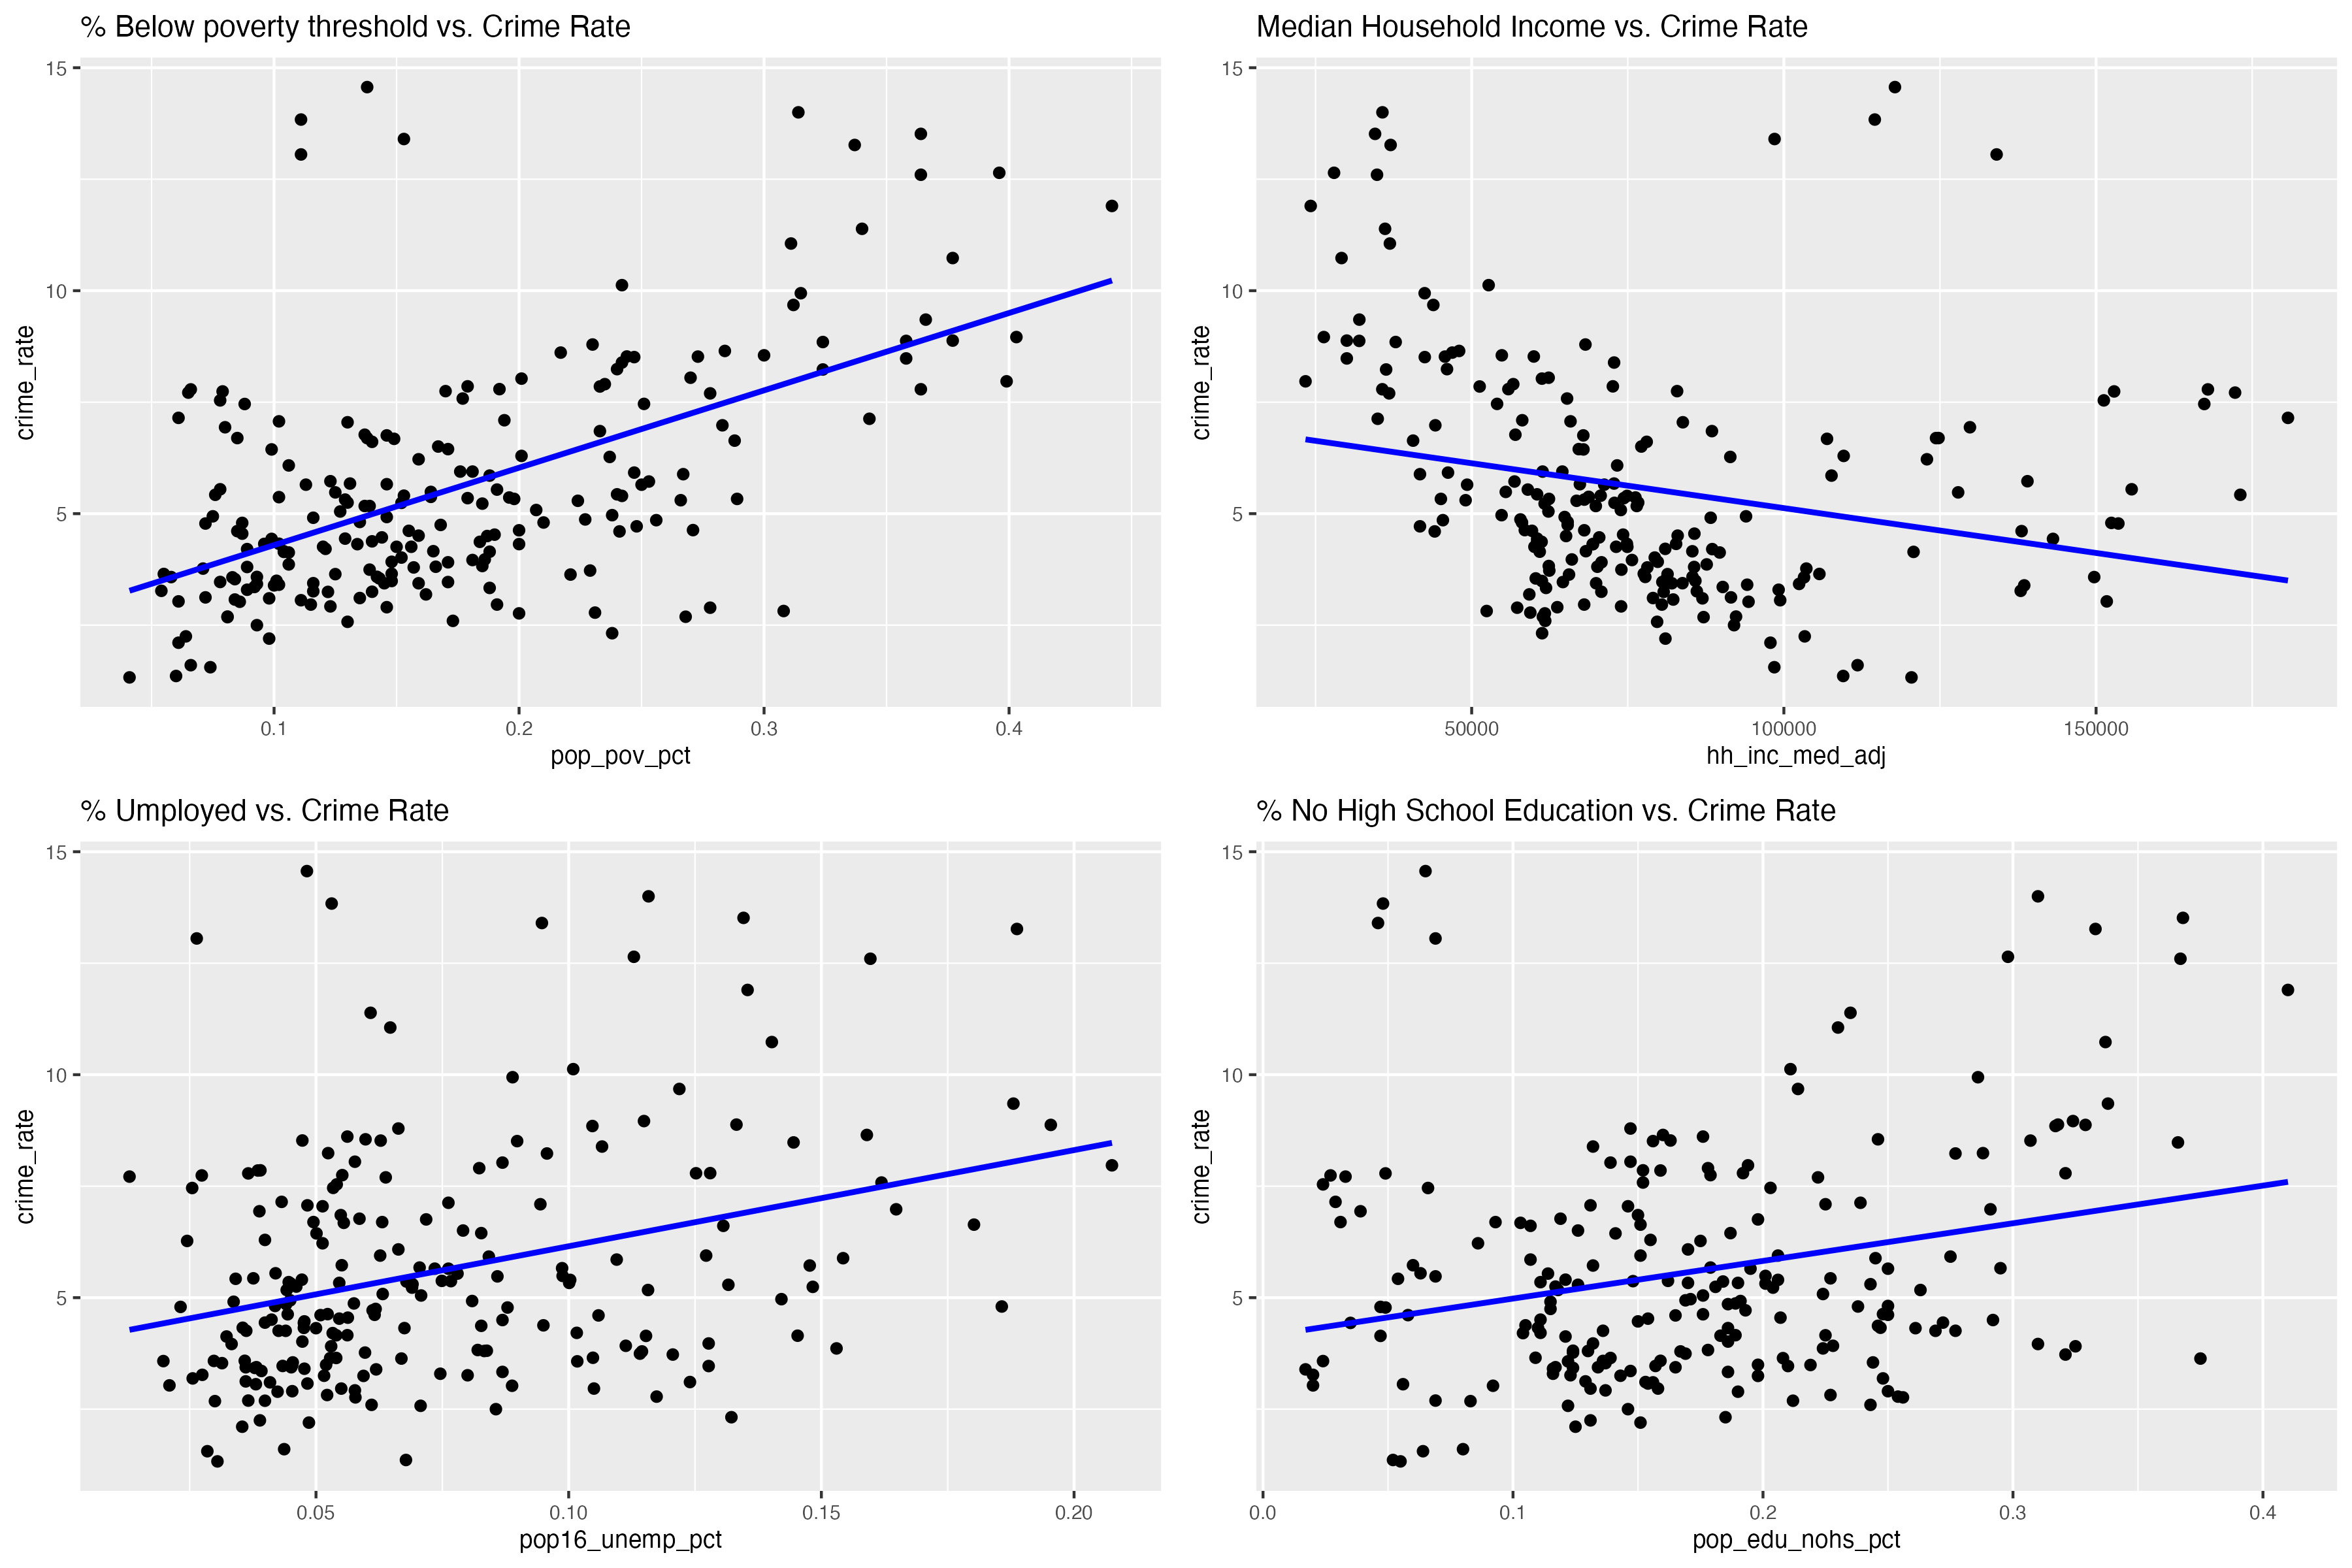 % Below poverty threshold vs. Crime Rate
15
10
5
crime_rate
0.1 0.2 0.3 0.4
pop_pov_pct
Median Household Income vs. Crime Rate
15
10
5
crime_rate
50000 100000 150000
hh_inc_med_adj
% Umployed vs. Crime Rate
15
10
5
crime_rate
0.05 0.10 0.15 0.20
pop16_unemp_pct
% No High School Education vs. Crime Rate
15
10
5
crime_rate
0.0 0.1 0.2 0.3 0.4
pop_edu_nohs_pct